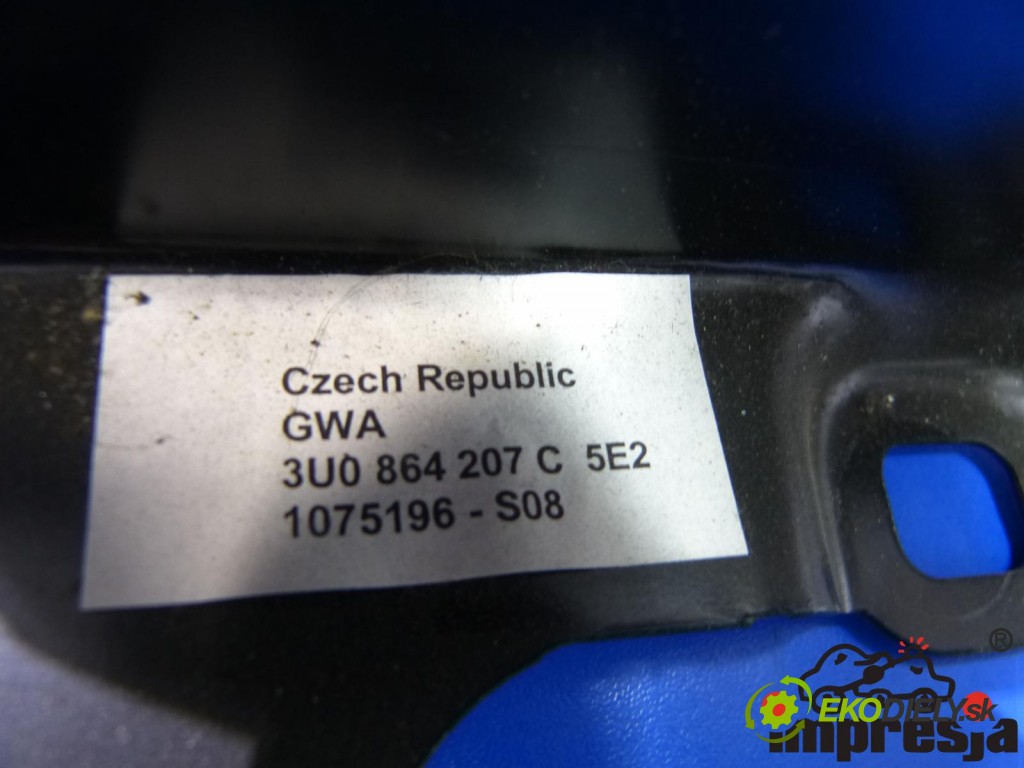 Czech Republic
GWA
3U0 864 207 C 5E2
1075196 - S08
®
EKODIELY.sk
impresja